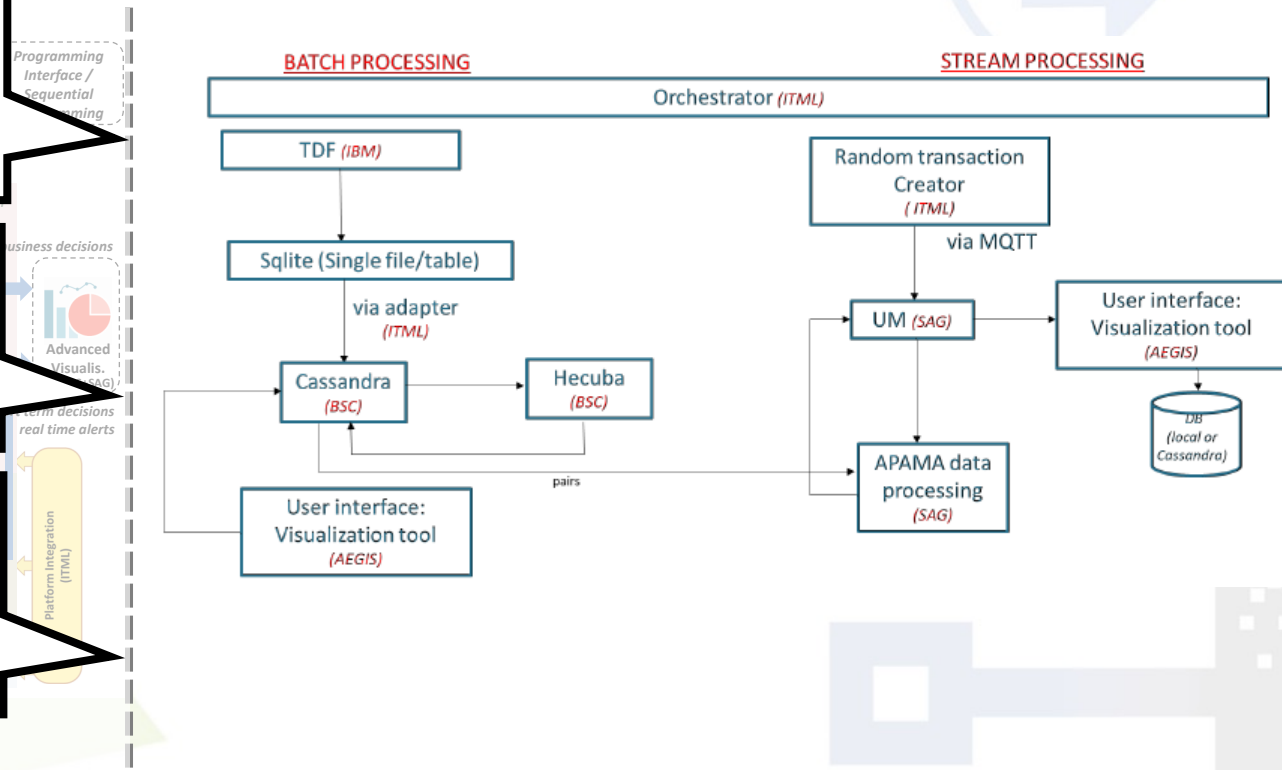 Programming
Interface /
Sequential
BATCH PROCESSING
STREAM PROCESSING
Orchestrator (ITML)
TDF (IBM)
Random transaction
Creator
( ITML)
via MQTT
Sqlite (Single file/table)
via adapter
(ITML)
UM (SAG)
User interface:
Visualization tool
(AEGIS)
Cassandra
(BSC)
Hecuba
(BSC)
DB
(local or
Cassandra)
pairs
APAMA data
processing
(SAG)
User interface:
Visualization tool
(AEGIS)
business decisions
Advanced
Visualis.
SAG)
term decisions
real time alerts
Platform Integration
(ITML)